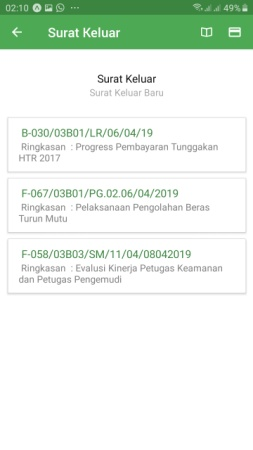 02:10 ... 49%
Surat Keluar
Surat Keluar
Surat Keluar Baru
B-030/03B01/LR/06/04/19
Ringkasan : Progress Pembayaran Tunggakan
HTR 2017
F-067/03B01/PG.02.06/04/2019
Ringkasan : Pelaksanaan Pengolahan Beras
Turun Mutu
F-058/03B03/SM/11/04/08042019
Ringkasan : Evalusi Kinerja Petugas Keamanan
dan Petugas Pengemudi